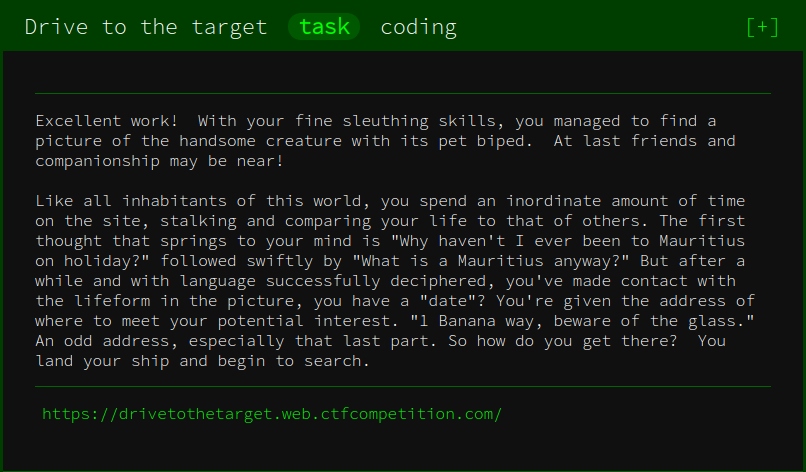 Drive to the target task coding [+]
Excellent work! With your fine sleuthing skills, you managed to find a
picture of the handsome creature with its pet biped. At last friends and
companionship may be near!
Like all inhabitants of this world, you spend an inordinate amount of time
on the site, stalking and comparing your life to that of others. The first
thought that springs to your mind is "Why haven't I ever been to Mauritius
on holiday?" followed swiftly by "What is a Mauritius anyway?" But after a
while and with language successfully deciphered, you've made contact with
the lifeform in the picture, you have a "date"? You're given the address of
where to meet your potential interest. "1 Banana way, beware of the glass."
An odd address, especially that last part. So how do you get there? You
land your ship and begin to search.
https://drivetothetarget.web.ctfcompetition.com/